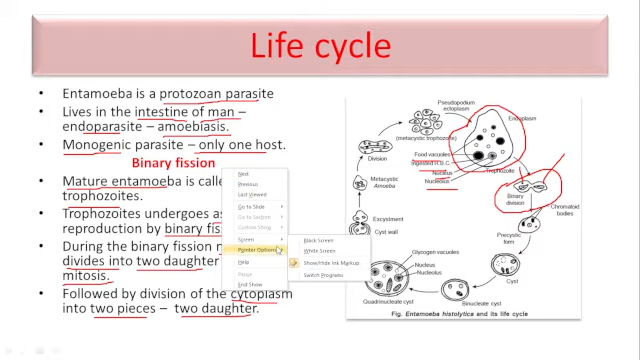 Life cycle
Entamoeba is a protozoan parasite
Lives in the intestine of man –
endoparasite – amoebiasis.
Monogenic parasite – only one host.
Binary fission
Mature entamoeba is called
trophozoites.
Trophozoites undergoes as
reproduction by binary fis
During the binary fission
divides into two daughter
mitosis.
Followed by division of the cytoplasm
into two pieces – two daughter.
Next
Previous
Last Viewed
Go to Slide
Go to Section
Custom Show
Screen
Pointer Options
Help
Pause
End Show
Black Screen
White Screen
Show/Hide Ink Markup
Switch Programs
Pseudopodium
ectoplasm
Endoplasm
(metacystic trophozoites)
Food vacuoles
Ingested R.B.C
Nucleus
Nucleolus
Trophozoite
Division
Metacystic
Amoeba
Binary
division
Chromatoid
bodies
Excystment
Cyst wall
Precystic
form
Glycogen vacuoles
Nucleus
Nucleolus
Quadrinucleate cyst
Binucleate cyst
Fig. Entamoeba histolytica and its life cycle